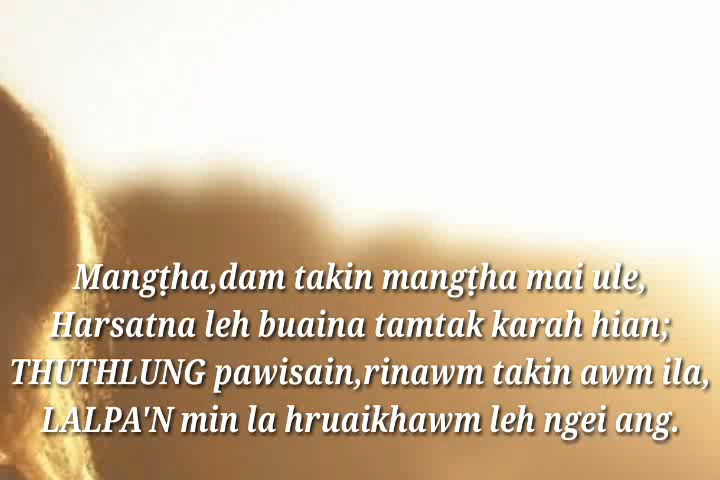 Mangṭha,dam takin mangṭha mai ule,
Harsatna leh buaina tamtak karah hian;
THUTHLUNG pawisain,rinawm takin awm ila,
LALPA'N min la hruaikhawm leh ngei ang.